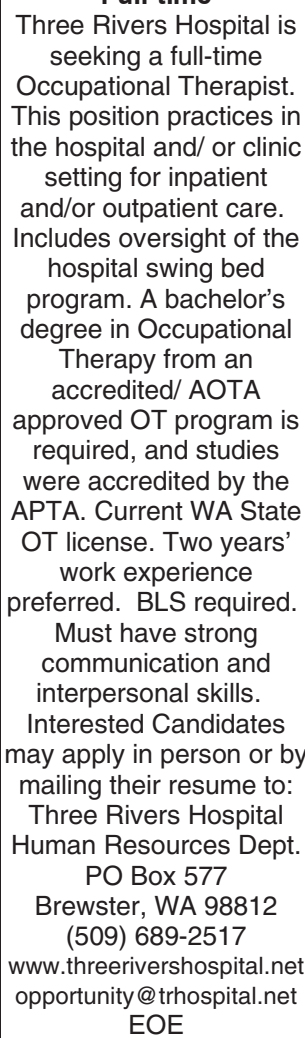 Three Rivers Hospital is
seeking a full-time
Occupational Therapist.
This position practices in
the hospital and/ or clinic
setting for inpatient
and/or outpatient care.
Includes oversight of the
hospital swing bed
program. A bachelor’s
degree in Occupational
Therapy from an
accredited/ AOTA
approved OT program is
required, and studies
were accredited by the
APTA. Current WA State
OT license. Two years’
work experience
preferred.  BLS required.
Must have strong
communication and
interpersonal skills.
Interested Candidates
may apply in person or by
mailing their resume to:
Three Rivers Hospital
Human Resources Dept.
PO Box 577
Brewster, WA 98812
(509) 689-2517
www.threerivershospital.net
opportunity@trhospital.net
EOE